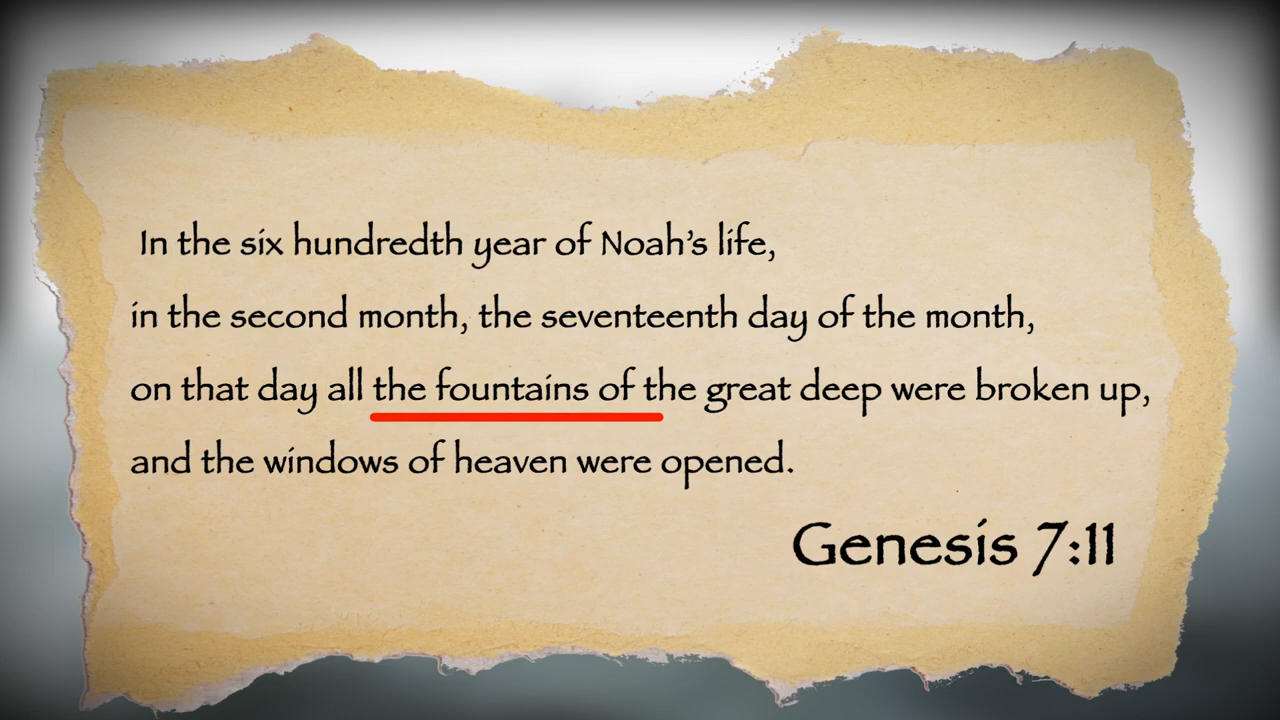 In the six hundredth year of Noah's life,
in the second month, the seventeenth day of the month,
on that day all the fountains of the great deep were broken up,
and the windows of heaven were opened.
Genesis 7:11